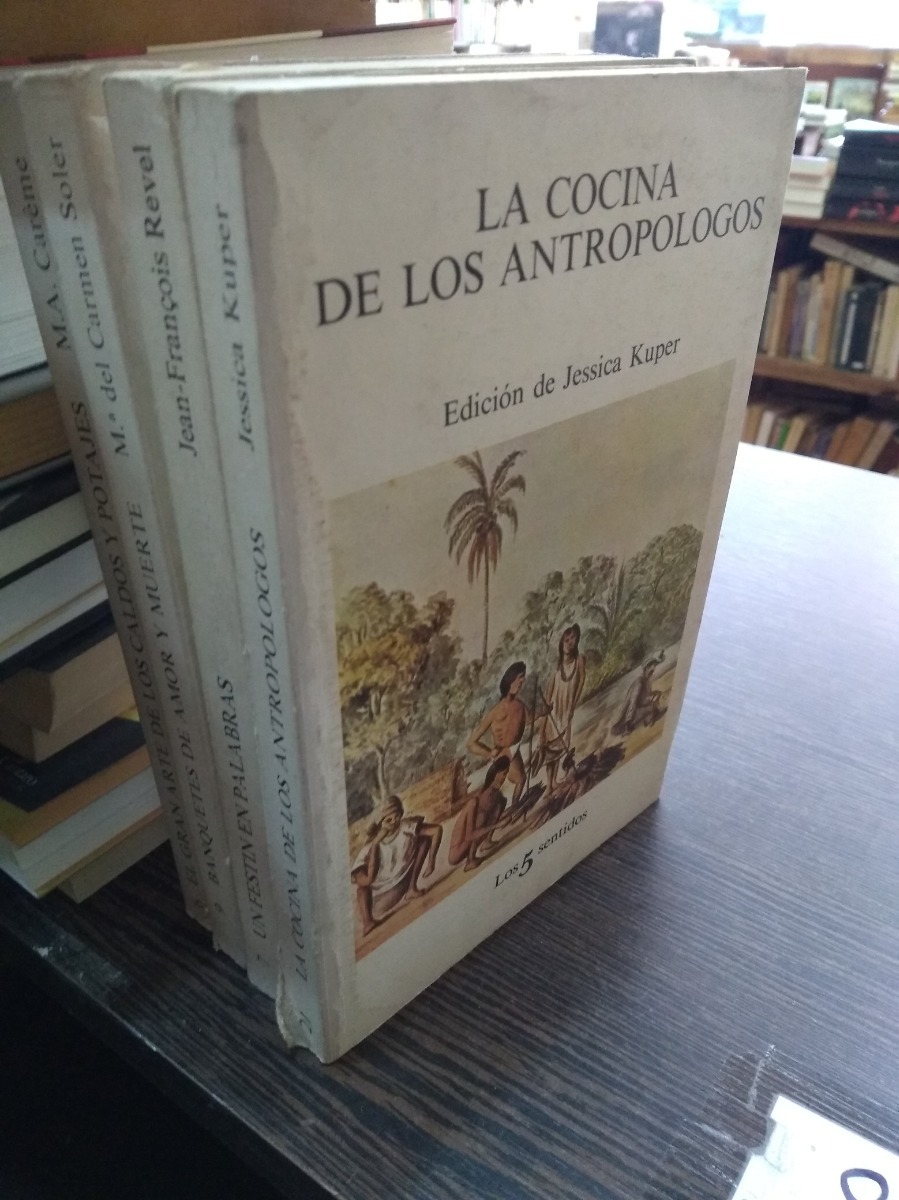 LA COCINA
DE LOS ANTROPOLOGOS
Edición de Jessica Kuper
Los 5 sentidos
LA COCINA DE LOS ANTROPOLOGOS Jessica Kuper
UN FESTIN EN PALABRAS Jean-François Revel
BANQUETES DE AMOR Y MUERTE M.ª del Carmen Soler
EL GRAN ARTE DE LOS CALDOS Y POTAJES M.A. Carême